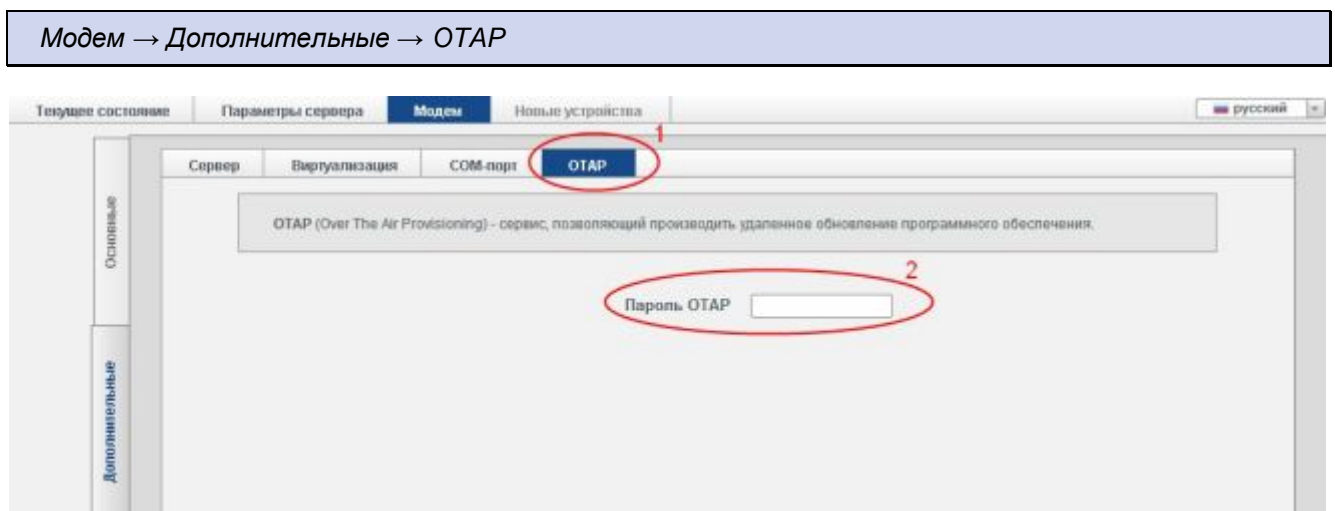 Модем → Дополнительные → OTAP
Текущее состояние Параметры сервера Модем Новые устройства русский
1
Сервер Виртуализация COM-порт OTAP
Основные
OTAP (Over The Air Provisioning) - сервис, позволяющий производить удаленное обновление программного обеспечения.
2
Пароль OTAP
Дополнительные